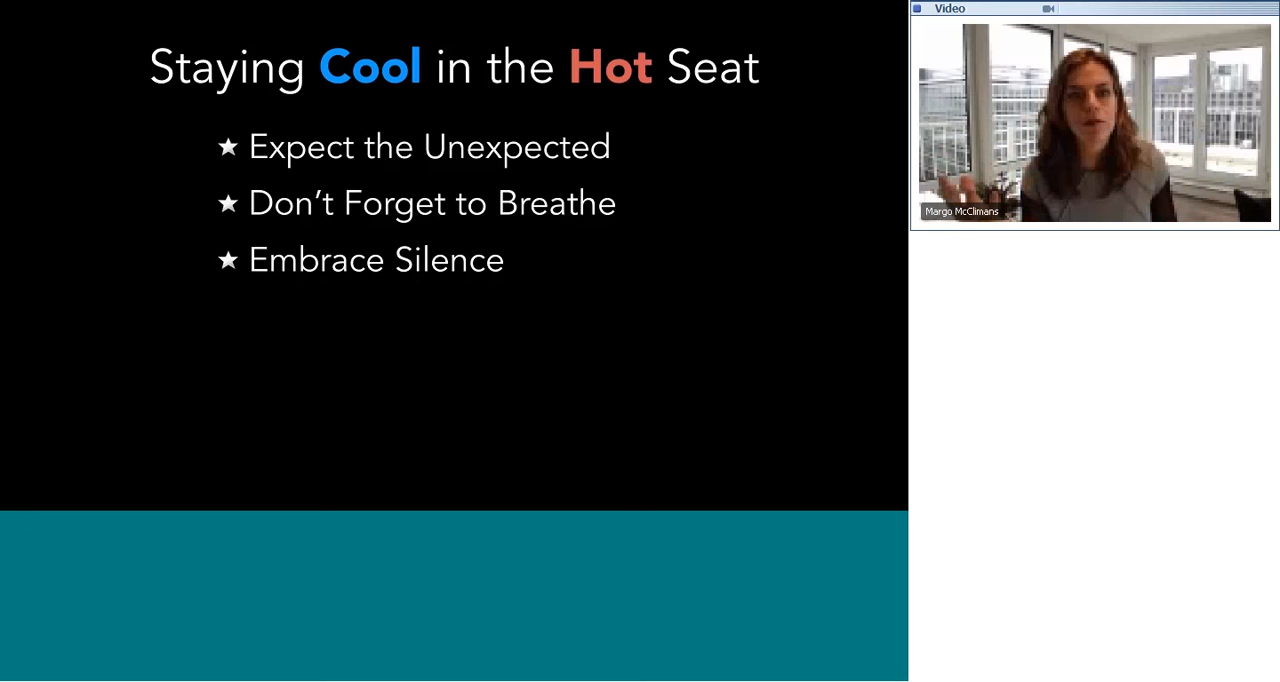 Staying Cool in the Hot Seat
Expect the Unexpected
Don’t Forget to Breathe
Embrace Silence
Video
Margo McClimans